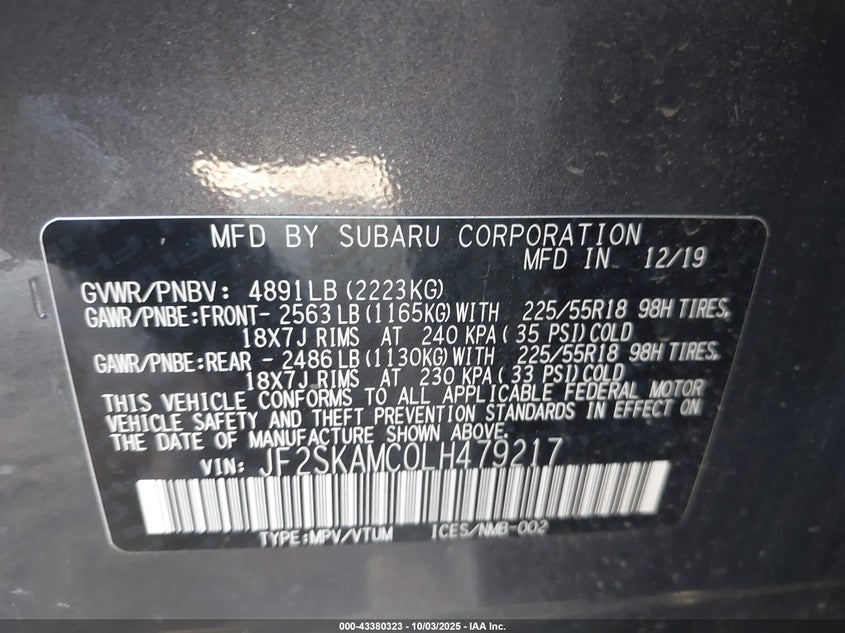 MFD BY SUBARU CORPORATION
MFD IN 12/19
GVWR/PNBV: 4891LB (2223KG)
GAWR/PNBE:FRONT- 2563LB (1165KG) WITH 225/55R18 98H TIRES,
18X7J RIMS AT 240 KPA ( 35 PSI) COLD
GAWR/PNBE:REAR - 2486LB (1130KG) WITH 225/55R18 98H TIRES,
18X7J RIMS AT 230 KPA ( 33 PSI) COLD
THIS VEHICLE CONFORMS TO ALL APPLICABLE FEDERAL MOTOR
VEHICLE SAFETY AND THEFT PREVENTION STANDARDS IN EFFECT ON
THE DATE OF MANUFACTURE SHOWN ABOVE.
VIN: JF2SKAMC0LH479217
TYPE:MPV/VTUM ICES/NMB-002
000-43380323 - 10/03/2025 - IAA Inc.